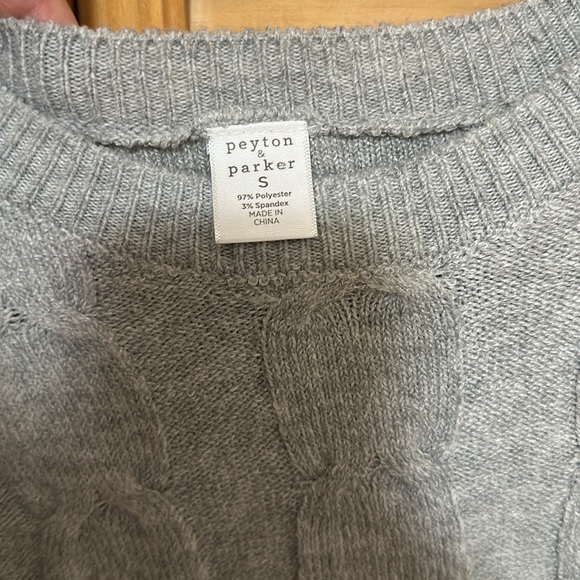 peyton
&
parker
S
97% Polyester
3% Spandex
MADE IN
CHINA